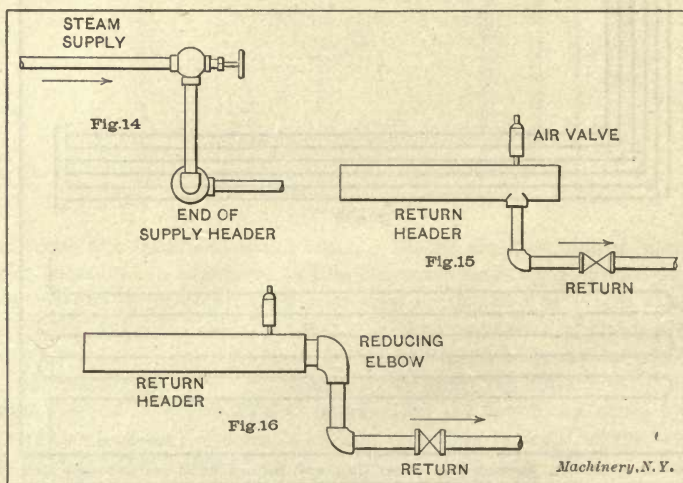 STEAM
SUPPLY
Fig.14
END OF
SUPPLY HEADER
AIR VALVE
RETURN
HEADER
Fig.15
RETURN
REDUCING
ELBOW
RETURN
HEADER
Fig.16
RETURN
Machinery,N.Y.